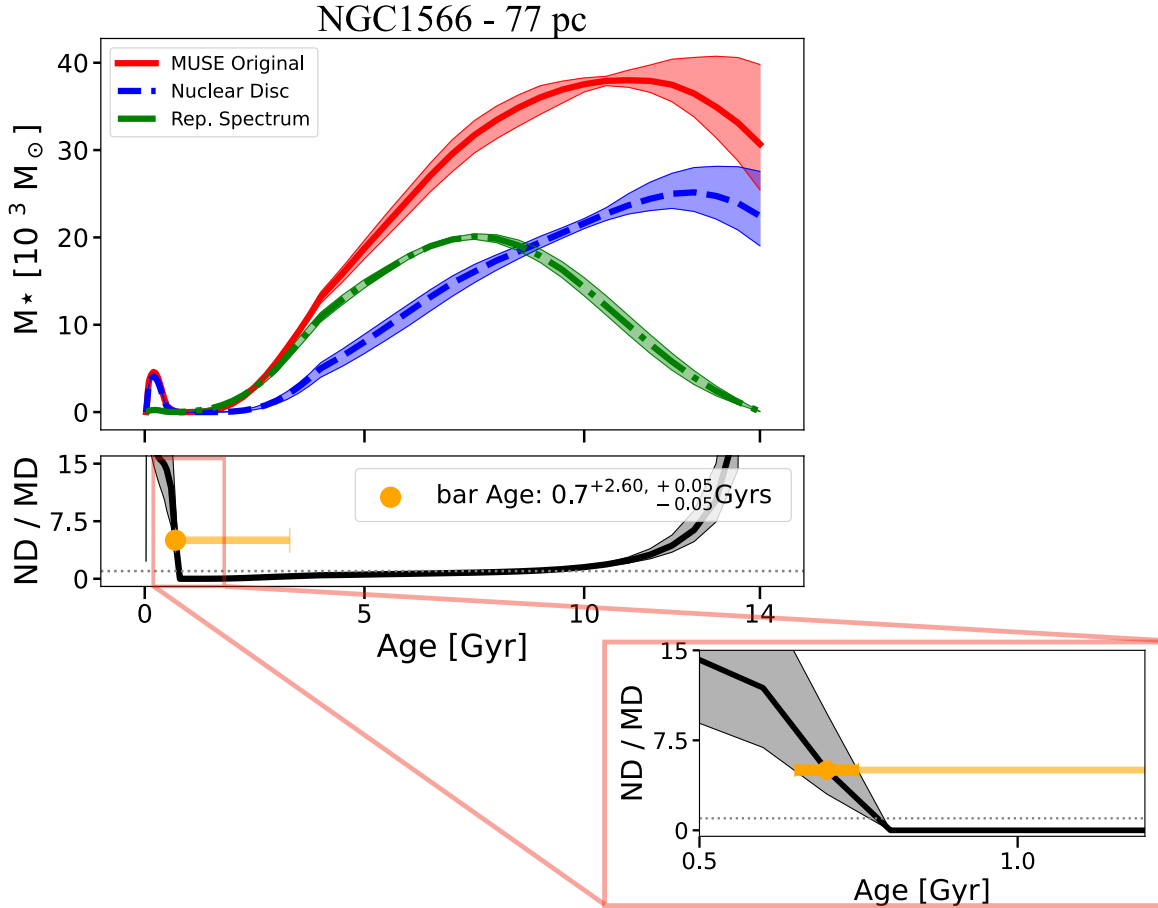 NGC1566 - 77 pc
MUSE Original
Nuclear Disc
Rep. Spectrum
M⋆ [10 ³ M☉]
40
30
20
10
0
ND / MD
15
7.5
0
bar Age: 0.7 +2.60, +0.05 −0.05 Gyrs
0 5 10 14
Age [Gyr]
ND / MD
15
7.5
0
0.5 1.0
Age [Gyr]